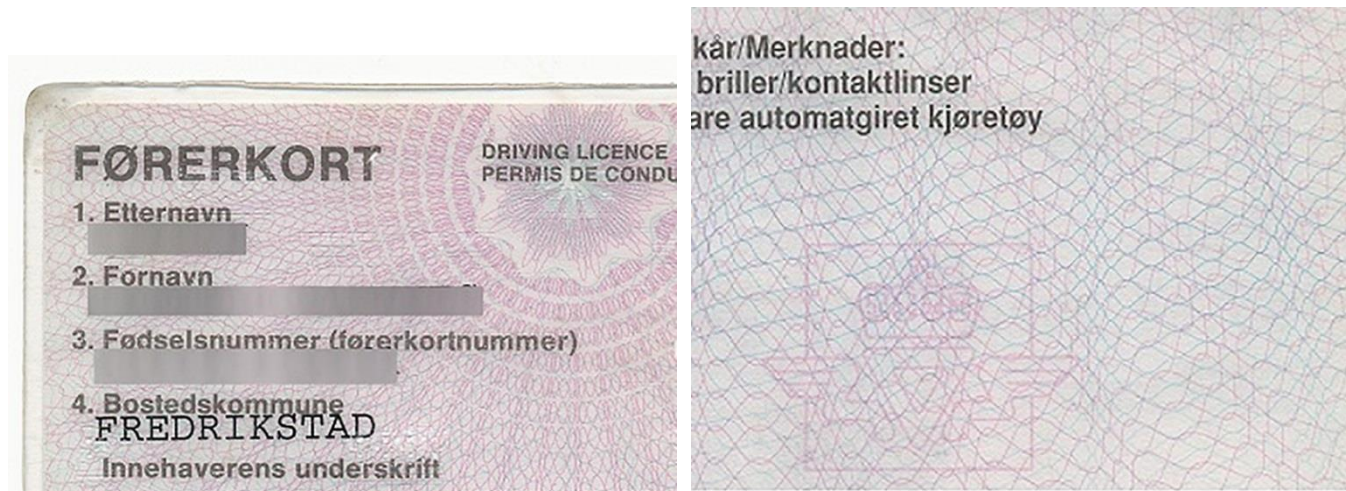 FØRERKORT
DRIVING LICENCE
PERMIS DE CONDU
1. Etternavn
2. Fornavn
3. Fødselsnummer (førerkortnummer)
4. Bostedskommune
FREDRIKSTAD
Innehaverens underskrift
kår/Merknader:
briller/kontaktlinser
are automatgiret kjøretøy